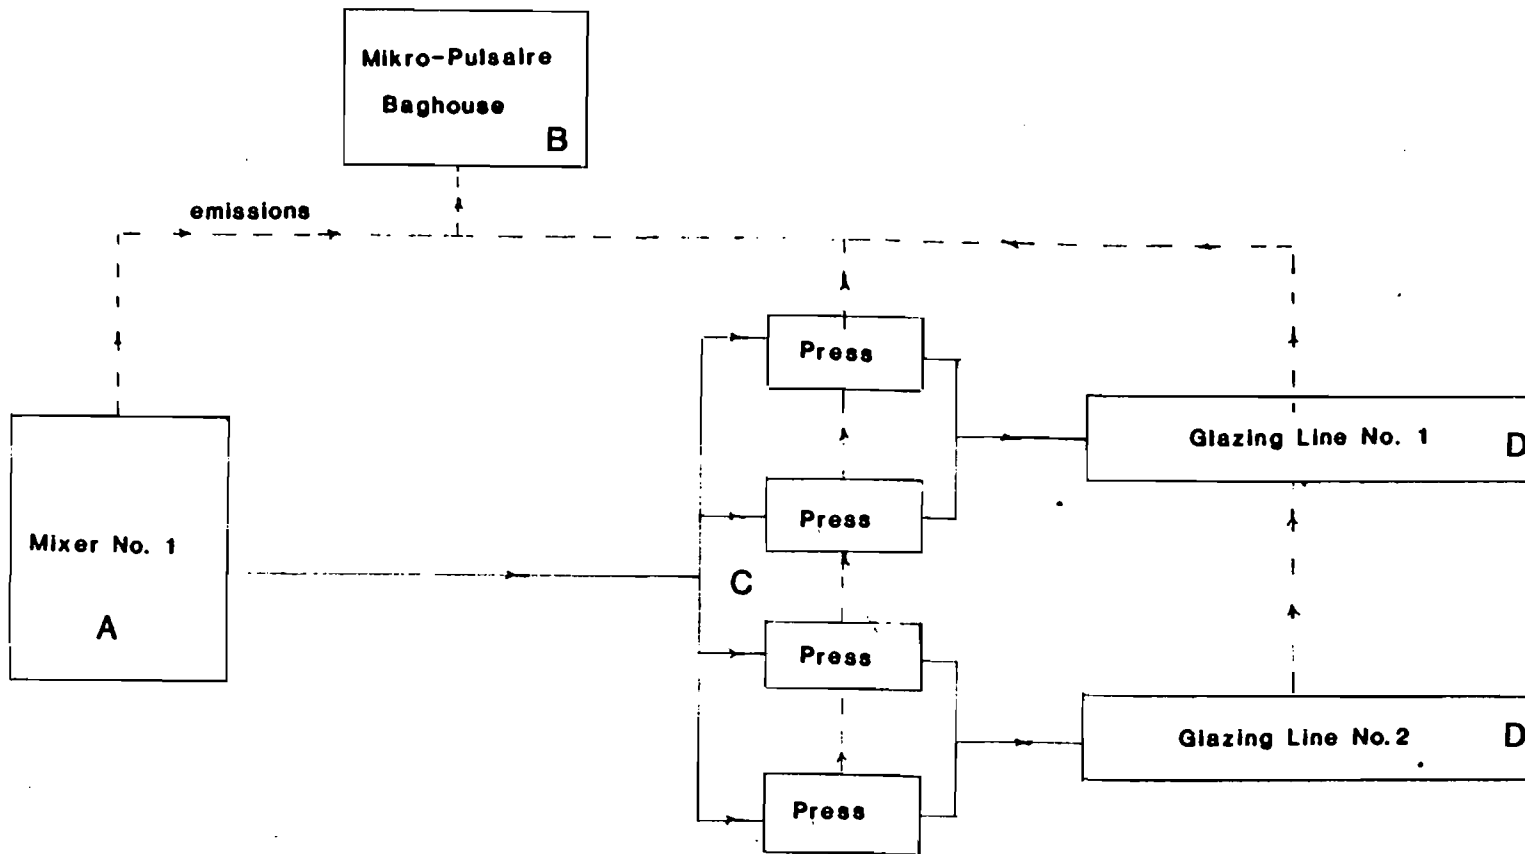 Mikro-Pulsaire
Baghouse
B
emissions
Press
Glazing Line No. 1
D
Press
Mixer No. 1
C
A
Press
Glazing Line No. 2
D
Press